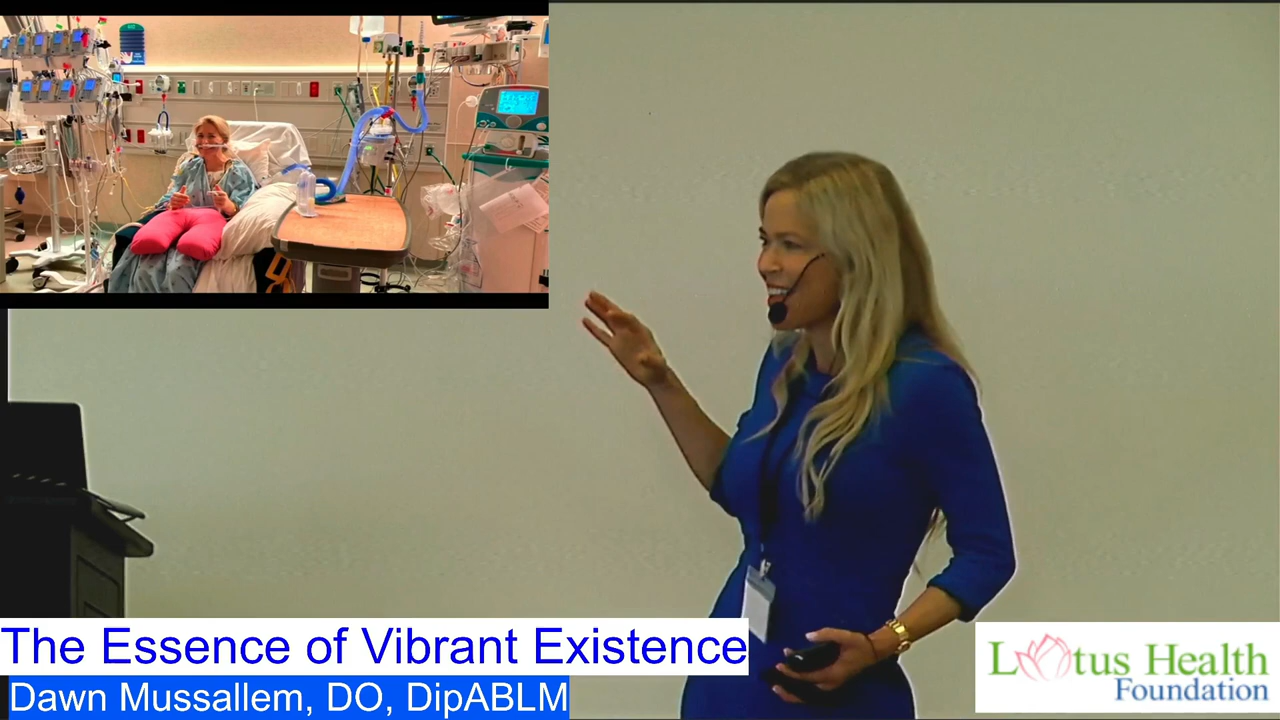 The Essence of Vibrant Existence
Dawn Mussallem, DO, DipABLM
Lotus Health
Foundation